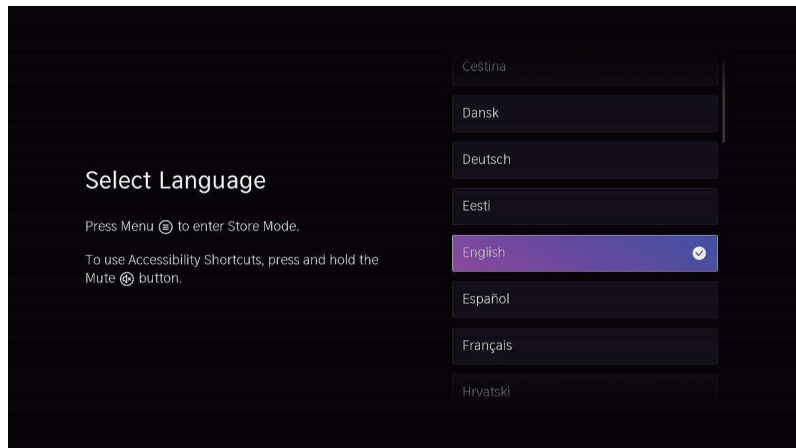 Select Language
Press Menu to enter Store Mode.
To use Accessibility Shortcuts, press and hold the
Mute button.
Čeština
Dansk
Deutsch
Eesti
English
Español
Français
Hrvatski